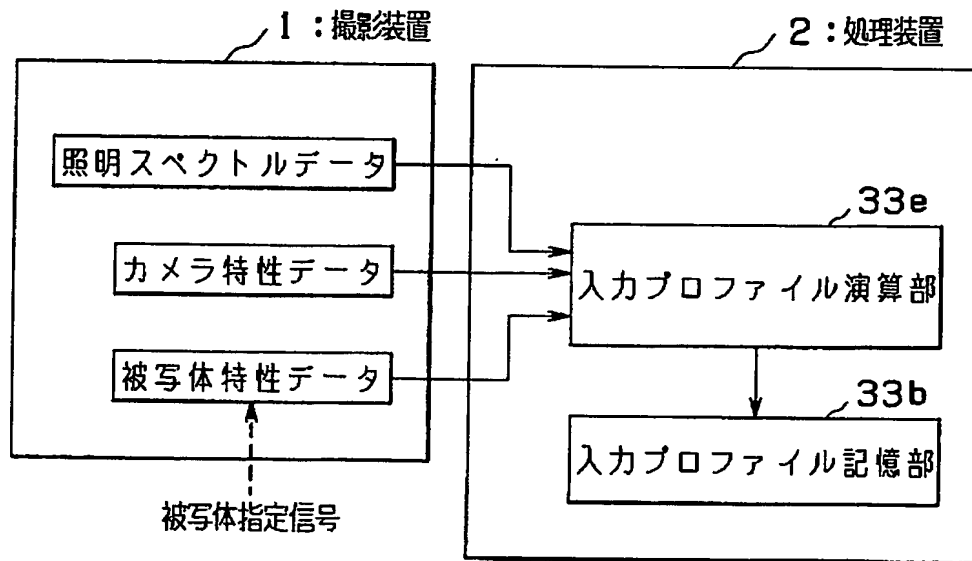 1：撮影装置
2：処理装置
照明スペクトルデータ
カメラ特性データ
被写体特性データ
被写体指定信号
33e
入力プロファイル演算部
33b
入力プロファイル記憶部